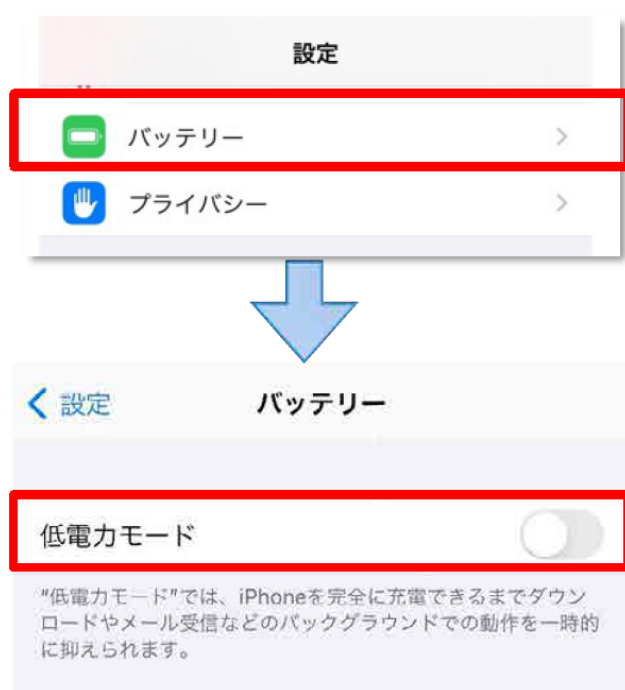 設定
バッテリー
プライバシー
設定
バッテリー
低電力モード
"低電力モード"では、iPhoneを完全に充電できるまでダウン
ロードやメール受信などのバックグラウンドでの動作を一時的
に抑えられます。